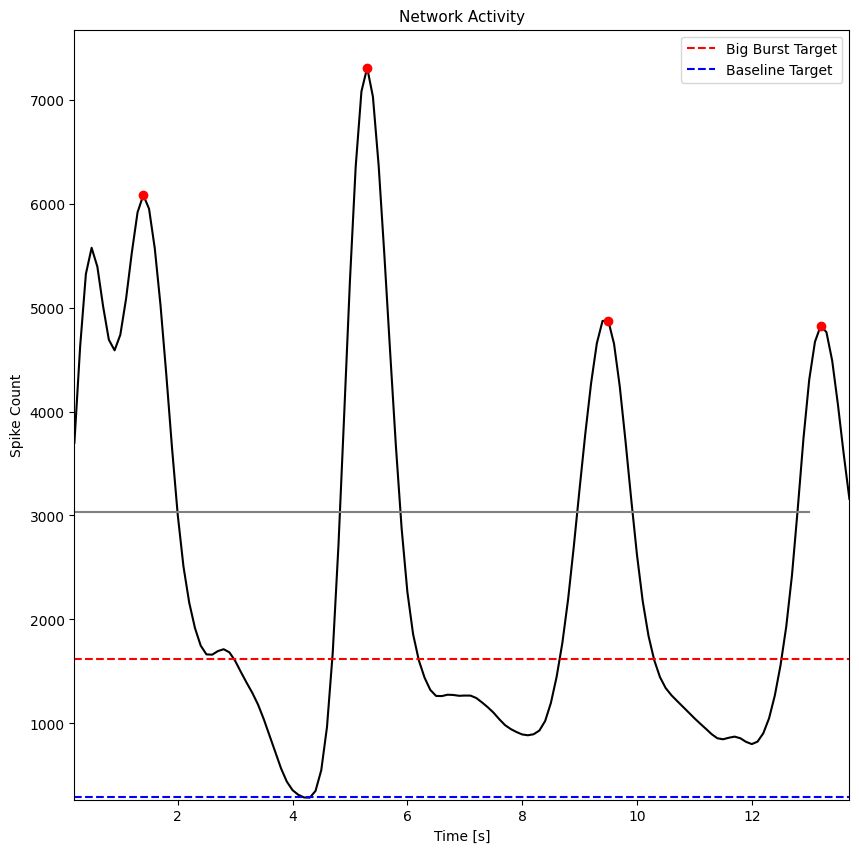 Network Activity
Big Burst Target
Baseline Target
Spike Count
7000
6000
5000
4000
3000
2000
1000
2
4
6
8
10
12
Time [s]